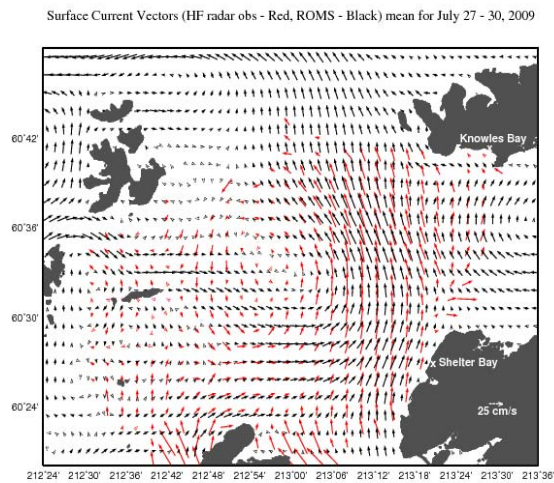 Surface Current Vectors (HF radar obs - Red, ROMS - Black) mean for July 27 - 30, 2009
60˚42'
Knowles Bay
60˚36'
60˚30'
x Shelter Bay
60˚24'
25 cm/s
212˚24' 212˚30' 212˚36' 212˚42' 212˚48' 212˚54' 213˚00' 213˚06' 213˚12' 213˚18' 213˚24' 213˚30' 213˚36'